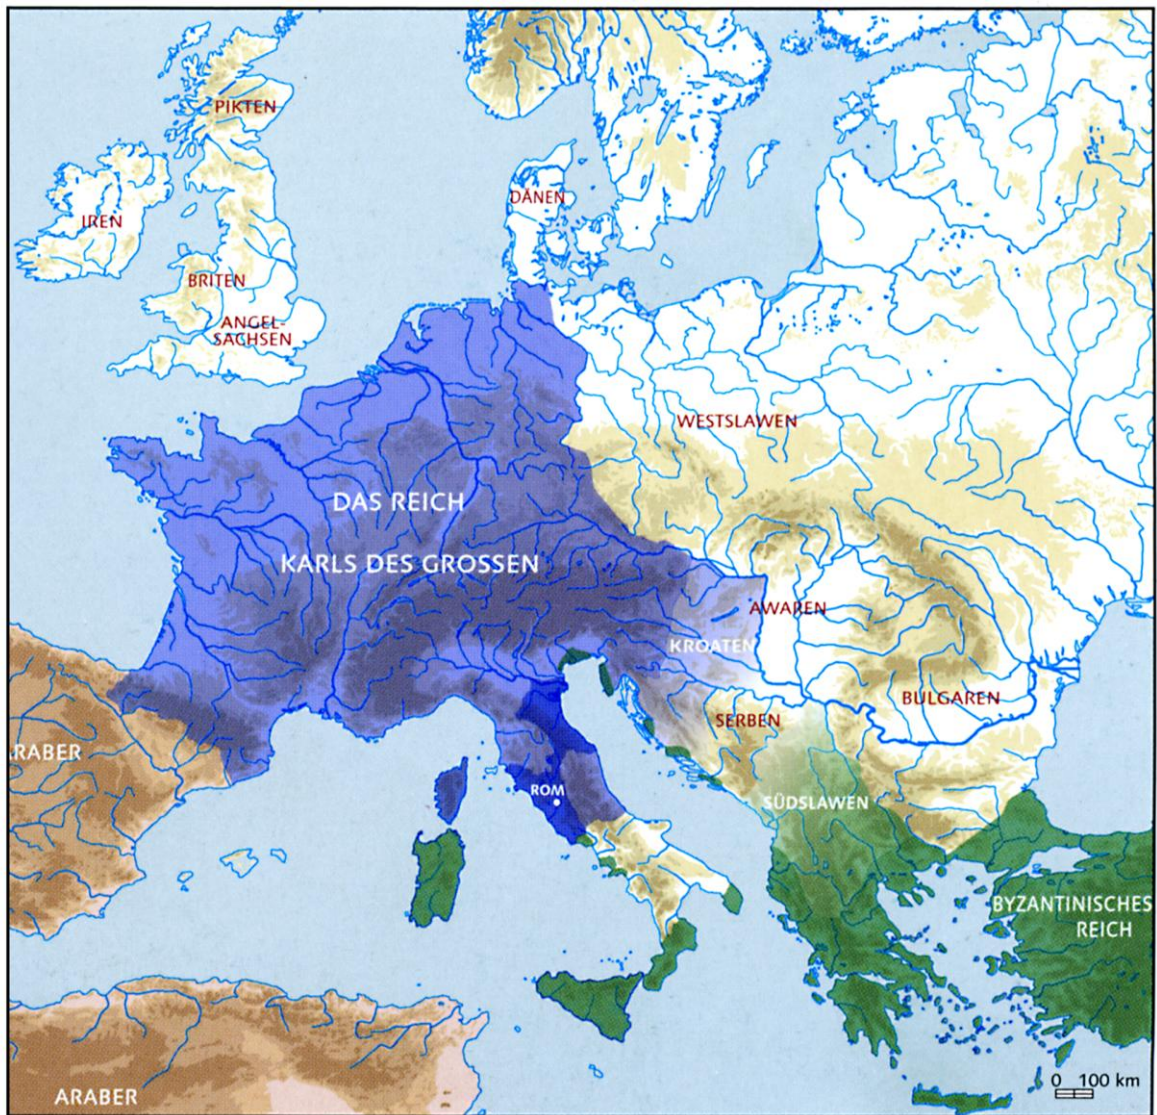 PIKTEN
DÄNEN
IREN
BRITEN
ANGEL-
SACHSEN
WESTSLAWEN
DAS REICH
KARLS DES GROSSEN
AWAREN
KROATEN
BULGAREN
SERBEN
RABER
ROM
SÜDSLAWEN
BYZANTINISCHES
REICH
0 100 km
ARABER